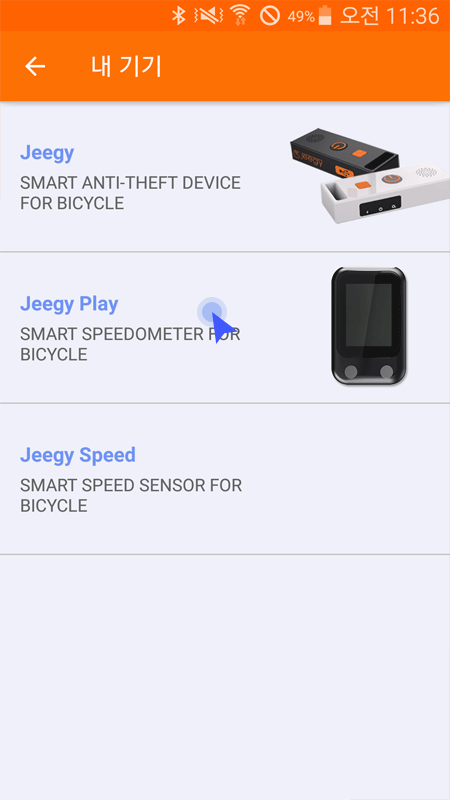 49% 오전 11:36
내 기기
Jeegy
SMART ANTI-THEFT DEVICE
FOR BICYCLE
Jeegy Play
SMART SPEEDOMETER FOR
BICYCLE
Jeegy Speed
SMART SPEED SENSOR FOR
BICYCLE